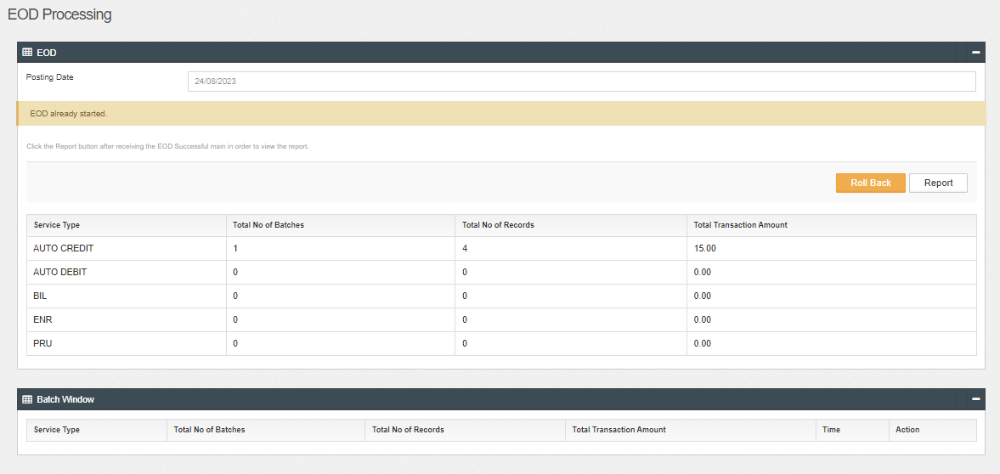 EOD Processing
EOD
Posting Date 24/08/2023
EOD already started.
Click the Report button after receiving the EOD Successful main in order to view the report.
Roll Back Report
Service Type Total No of Batches Total No of Records Total Transaction Amount
AUTO CREDIT 1 4 15.00
AUTO DEBIT 0 0 0.00
BIL 0 0 0.00
ENR 0 0 0.00
PRU 0 0 0.00
Batch Window
Service Type Total No of Batches Total No of Records Total Transaction Amount Time Action